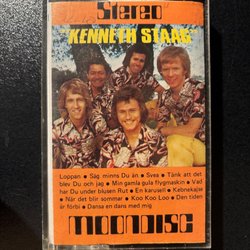 Stereo
KENNETH STAAG
Loppan • Säg minns Du än • Svea • Tänk att det
blev Du och jag • Min gamla gula flygmaskin • Vad
har Du under blusen Rut • En karusell • Kebnekajse
• När det blir sommar • Koo Koo Loo • Den tiden
är förbi • Dansa en dans med mig
MOONDISC